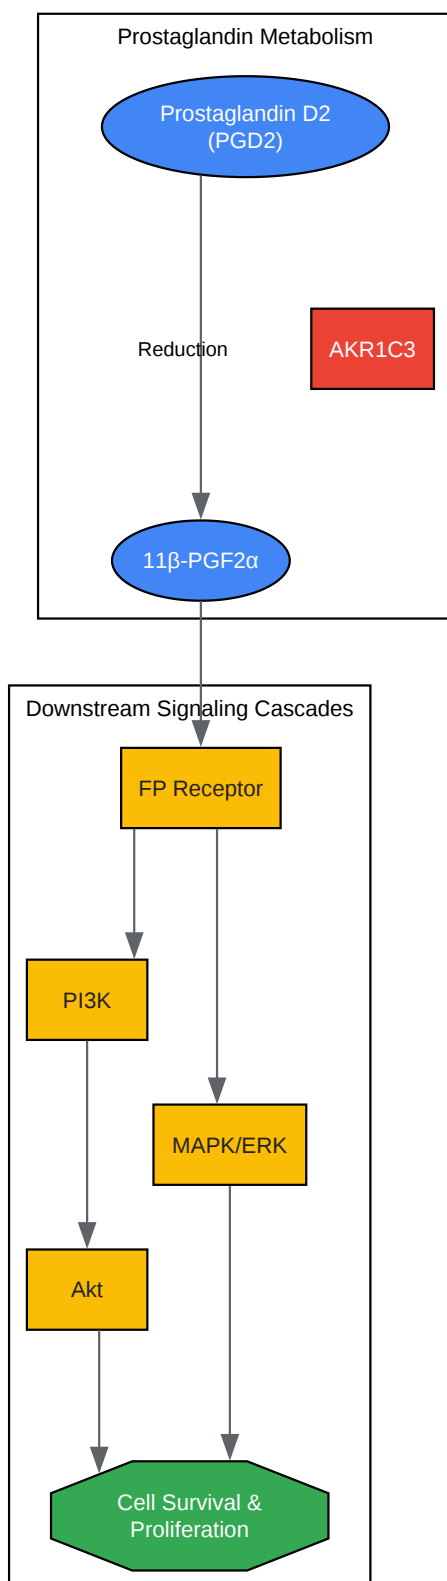 Prostaglandin Metabolism
Prostaglandin D2
(PGD2)
Reduction
AKR1C3
11β-PGF2α
Downstream Signaling Cascades
FP Receptor
PI3K
MAPK/ERK
Akt
Cell Survival &
Proliferation